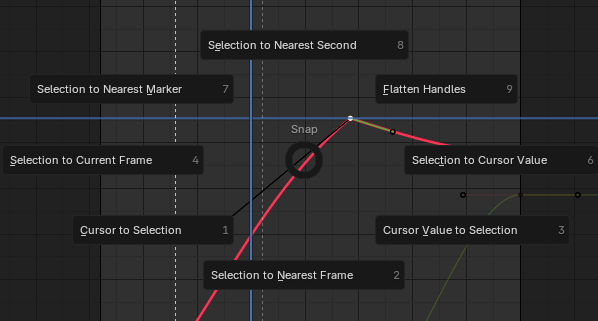 Selection to Nearest Second 8
Selection to Nearest Marker 7
Flatten Handles 9
Snap
Selection to Current Frame 4
Selection to Cursor Value 6
Cursor to Selection 1
Cursor Value to Selection 3
Selection to Nearest Frame 2